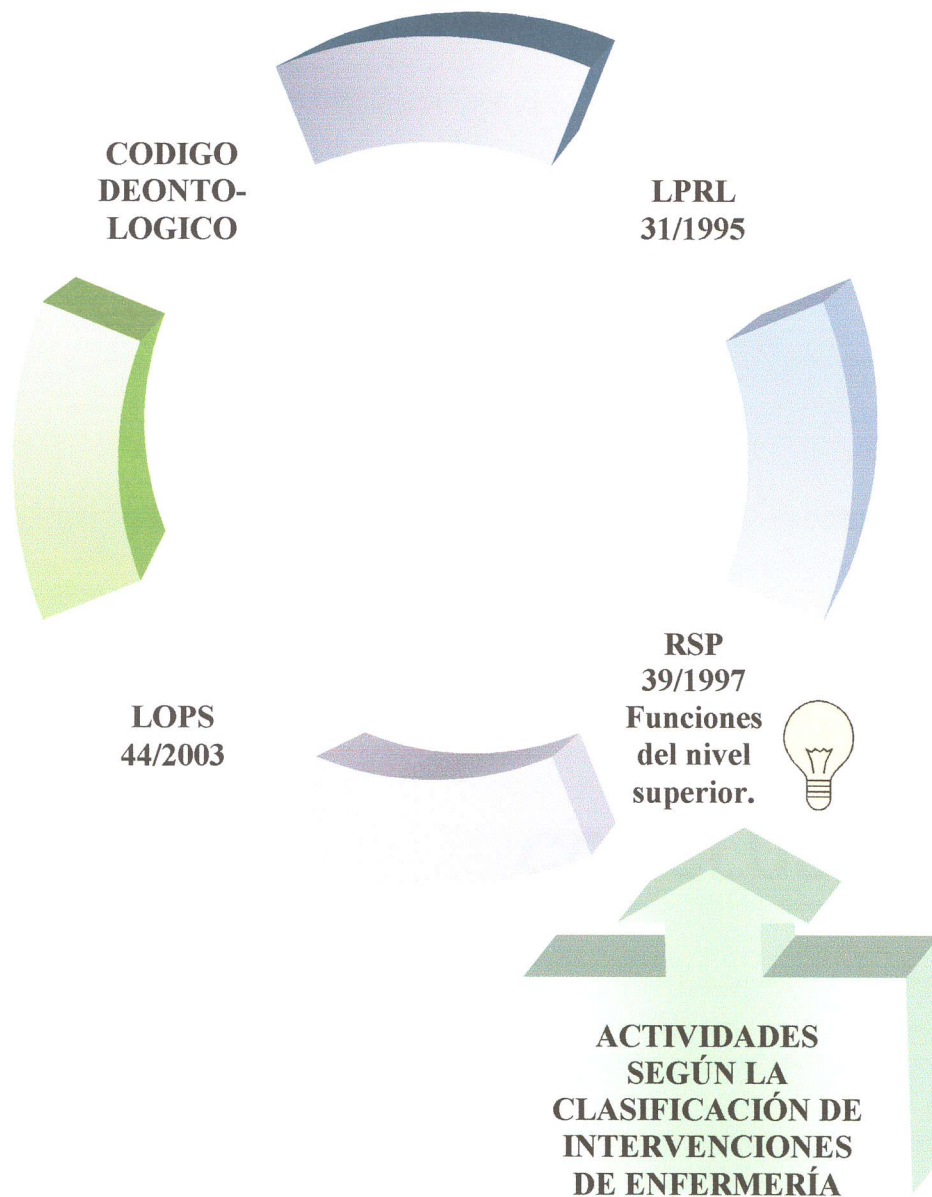 CODIGO
DEONTO-
LOGICO
LPRL
31/1995
RSP
39/1997
Funciones
del nivel
superior.
LOPS
44/2003
ACTIVIDADES
SEGÚN LA
CLASIFICACIÓN DE
INTERVENCIONES
DE ENFERMERÍA